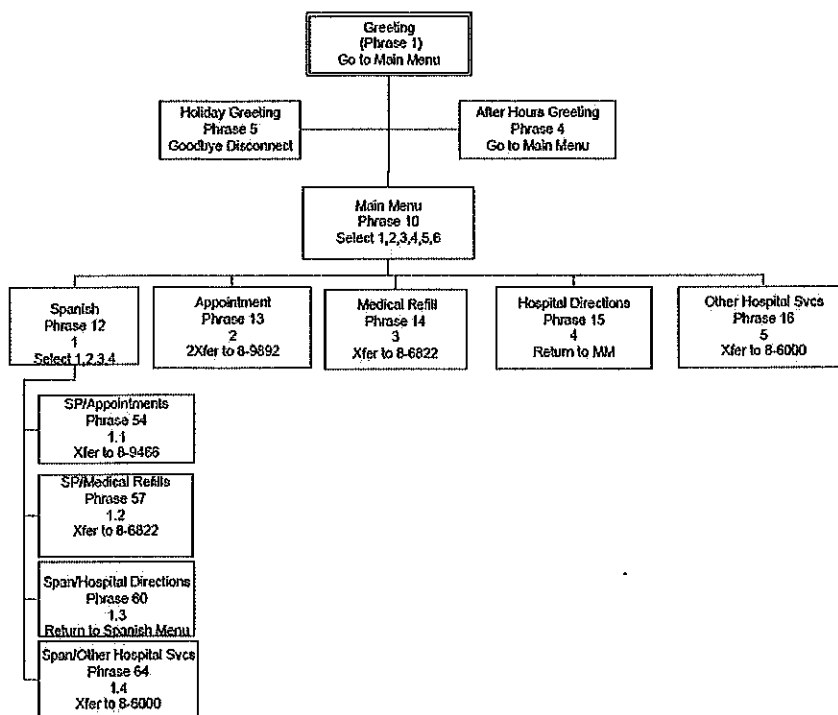 Greeting
(Phrase 1)
Go to Main Menu
Holiday Greeting
Phrase 5
Goodbye Disconnect
After Hours Greeting
Phrase 4
Go to Main Menu
Main Menu
Phrase 10
Select 1,2,3,4,5,6
Spanish
Phrase 12
1
Select 1,2,3,4
Appointment
Phrase 13
2
2Xfer to 8-9892
Medical Refill
Phrase 14
3
Xfer to 8-6822
Hospital Directions
Phrase 15
4
Return to MM
Other Hospital Svcs
Phrase 16
5
Xfer to 8-6000
SP/Appointments
Phrase 54
1.1
Xfer to 8-9466
SP/Medical Refills
Phrase 57
1.2
Xfer to 8-6822
Span/Hospital Directions
Phrase 60
1.3
Return to Spanish Menu
Span/Other Hospital Svcs
Phrase 64
1.4
Xfer to 8-6000